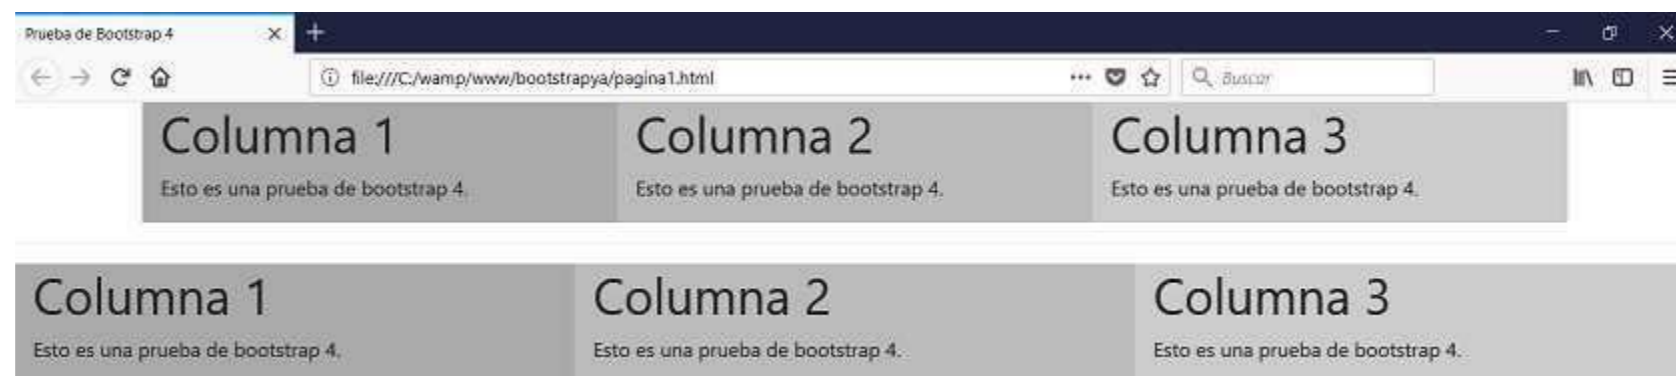 Prueba de Bootstrap 4
file:///C:/wamp/www/bootstrapya/pagina1.html
Buscar
Columna 1 Columna 2 Columna 3
Esto es una prueba de bootstrap 4. Esto es una prueba de bootstrap 4. Esto es una prueba de bootstrap 4.
Columna 1 Columna 2 Columna 3
Esto es una prueba de bootstrap 4. Esto es una prueba de bootstrap 4. Esto es una prueba de bootstrap 4.